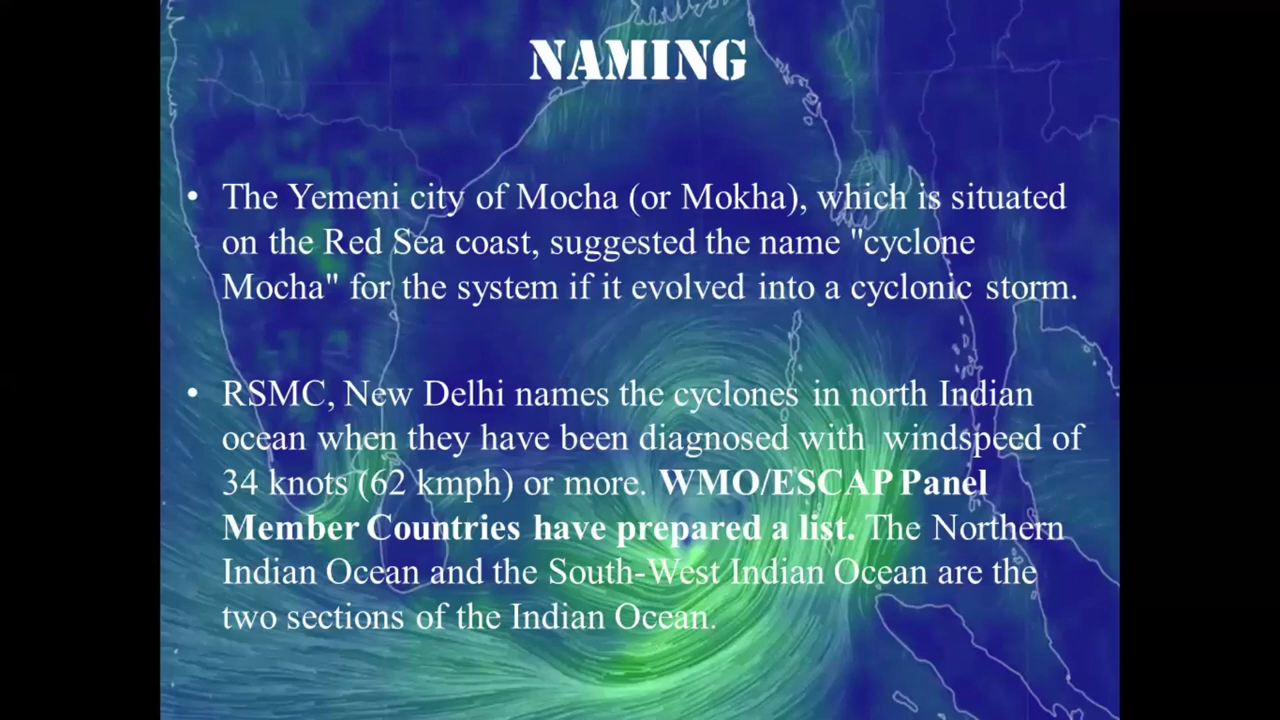 NAMING
• The Yemeni city of Mocha (or Mokha), which is situated
on the Red Sea coast, suggested the name "cyclone
Mocha" for the system if it evolved into a cyclonic storm.
• RSMC, New Delhi names the cyclones in north Indian
ocean when they have been diagnosed with windspeed of
34 knots (62 kmph) or more. WMO/ESCAP Panel
Member Countries have prepared a list. The Northern
Indian Ocean and the South-West Indian Ocean are the
two sections of the Indian Ocean.